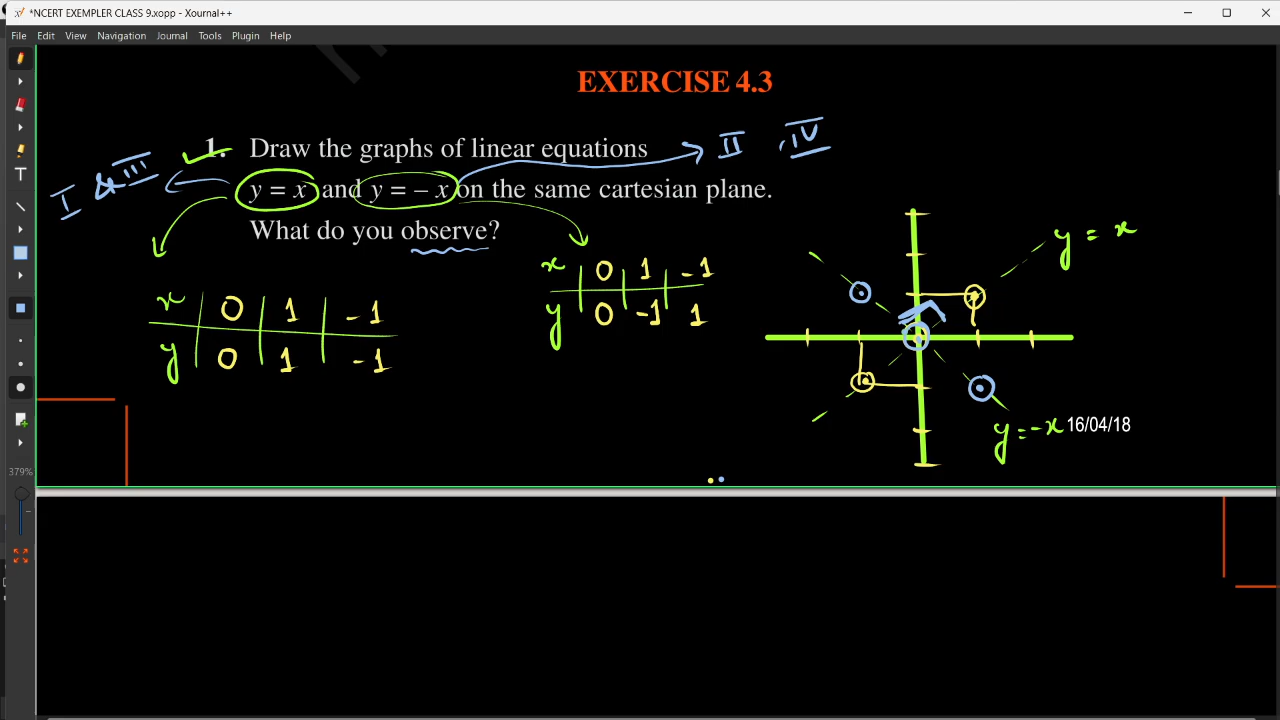 *NCERT EXEMPLER CLASS 9.xopp - Xournal++
File Edit View Navigation Journal Tools Plugin Help
EXERCISE 4.3
1. Draw the graphs of linear equations
II , IV
I & III
y = x and y = – x on the same cartesian plane.
What do you observe?
x 0 1 -1
y 0 1 -1
x 0 1 -1
y 0 -1 1
y = x
y = -x
16/04/18
379%
T